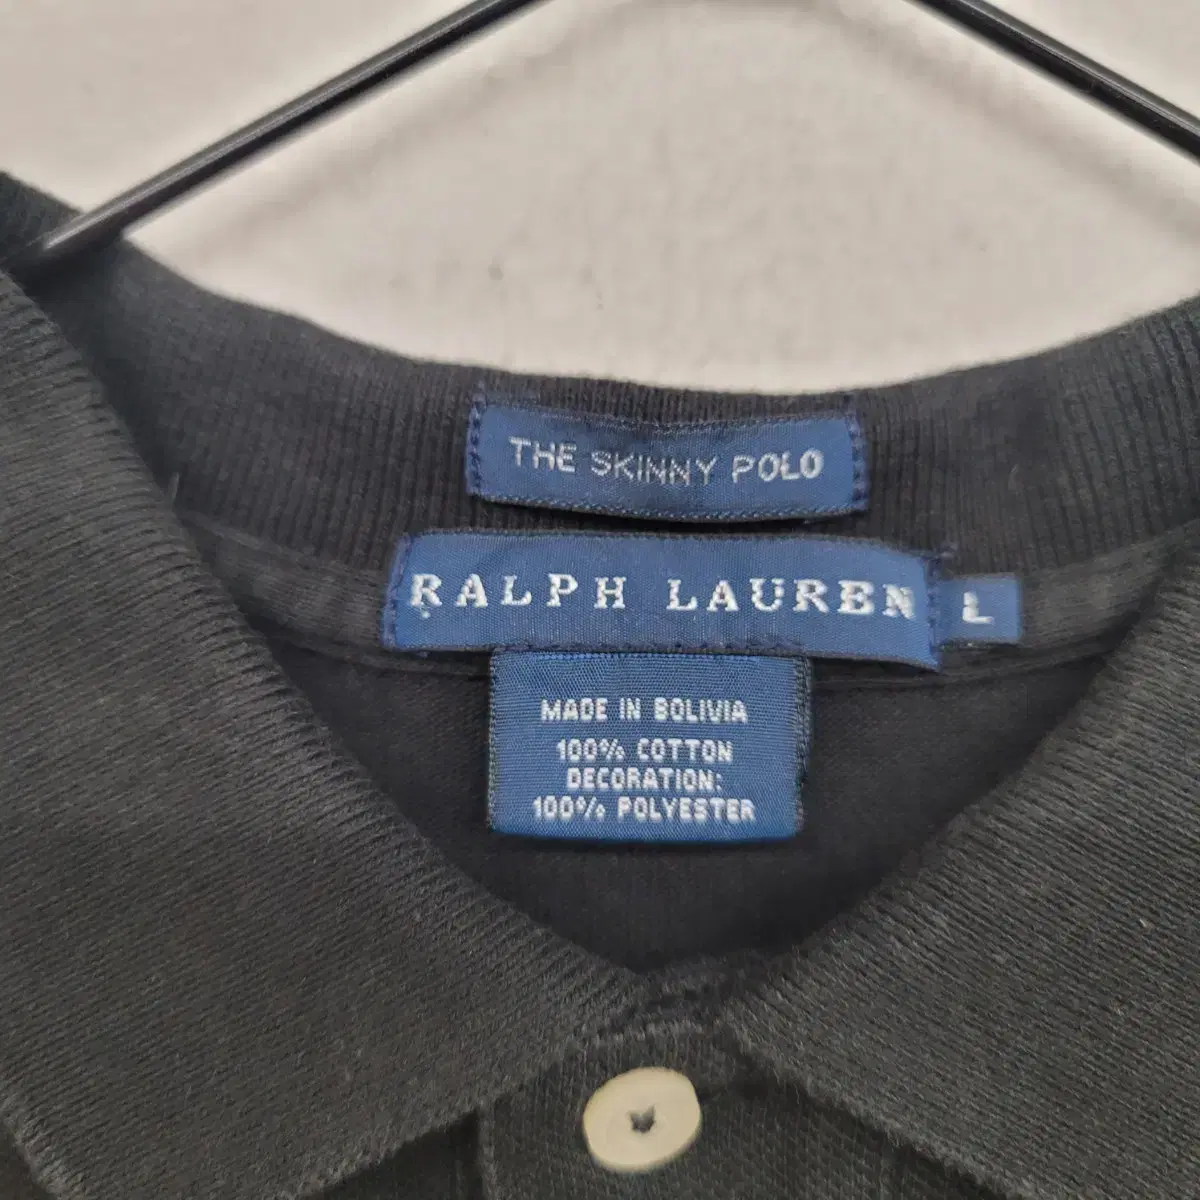 THE SKINNY POLO
RALPH LAUREN L
MADE IN BOLIVIA
100% COTTON
DECORATION:
100% POLYESTER